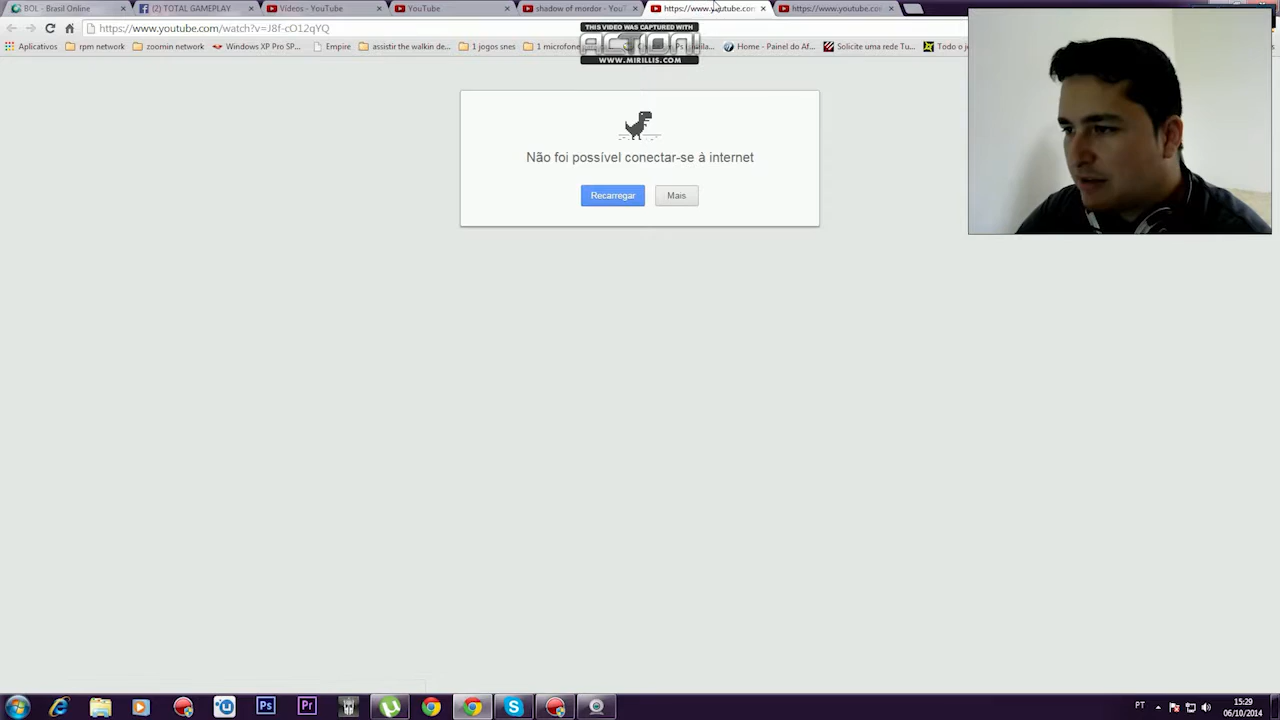 BOL - Brasil Online
(2) TOTAL GAMEPLAY
Vídeos - YouTube
YouTube
shadow of mordor - YouT
https://www.youtube.con
https://www.youtube.con
https://www.youtube.com/watch?v=J8f-cO12qYQ
THIS VIDEO WAS CAPTURED WITH
ACTION!
WWW.MIRILLIS.COM
Aplicativos
rpm network
zoomin network
Windows XP Pro SP...
Empire
assistir the walkin de...
1 jogos snes
1 microfone
Home - Painel do Af...
Solicite uma rede Tu...
Todo o j
Não foi possível conectar-se à internet
Recarregar
Mais
PT
15:29
06/10/2014